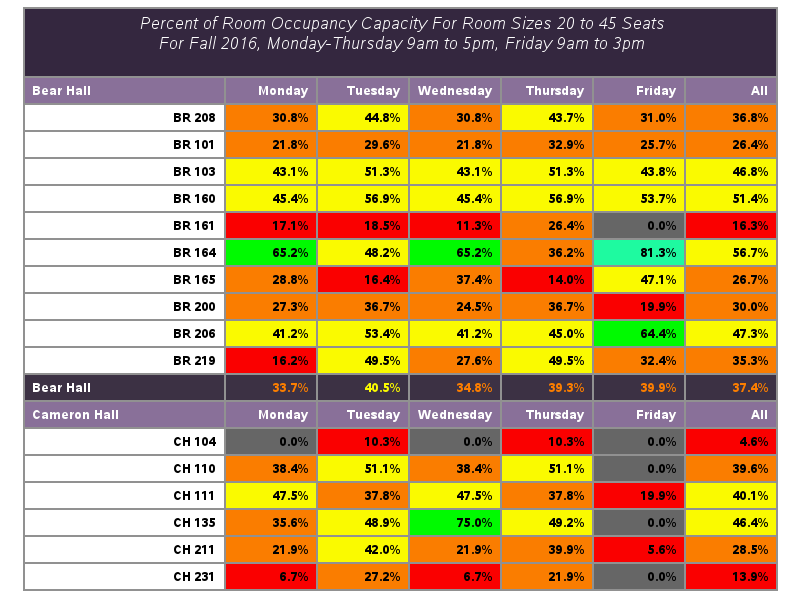 Percent of Room Occupancy Capacity For Room Sizes 20 to 45 Seats
For Fall 2016, Monday-Thursday 9am to 5pm, Friday 9am to 3pm
Bear Hall Monday Tuesday Wednesday Thursday Friday All
BR 208 30.8% 44.8% 30.8% 43.7% 31.0% 36.8%
BR 101 21.8% 29.6% 21.8% 32.9% 25.7% 26.4%
BR 103 43.1% 51.3% 43.1% 51.3% 43.8% 46.8%
BR 160 45.4% 56.9% 45.4% 56.9% 53.7% 51.4%
BR 161 17.1% 18.5% 11.3% 26.4% 0.0% 16.3%
BR 164 65.2% 48.2% 65.2% 36.2% 81.3% 56.7%
BR 165 28.8% 16.4% 37.4% 14.0% 47.1% 26.7%
BR 200 27.3% 36.7% 24.5% 36.7% 19.9% 30.0%
BR 206 41.2% 53.4% 41.2% 45.0% 64.4% 47.3%
BR 219 16.2% 49.5% 27.6% 49.5% 32.4% 35.3%
Bear Hall 33.7% 40.5% 34.8% 39.3% 39.9% 37.4%
Cameron Hall Monday Tuesday Wednesday Thursday Friday All
CH 104 0.0% 10.3% 0.0% 10.3% 0.0% 4.6%
CH 110 38.4% 51.1% 38.4% 51.1% 0.0% 39.6%
CH 111 47.5% 37.8% 47.5% 37.8% 19.9% 40.1%
CH 135 35.6% 48.9% 75.0% 49.2% 0.0% 46.4%
CH 211 21.9% 42.0% 21.9% 39.9% 5.6% 28.5%
CH 231 6.7% 27.2% 6.7% 21.9% 0.0% 13.9%